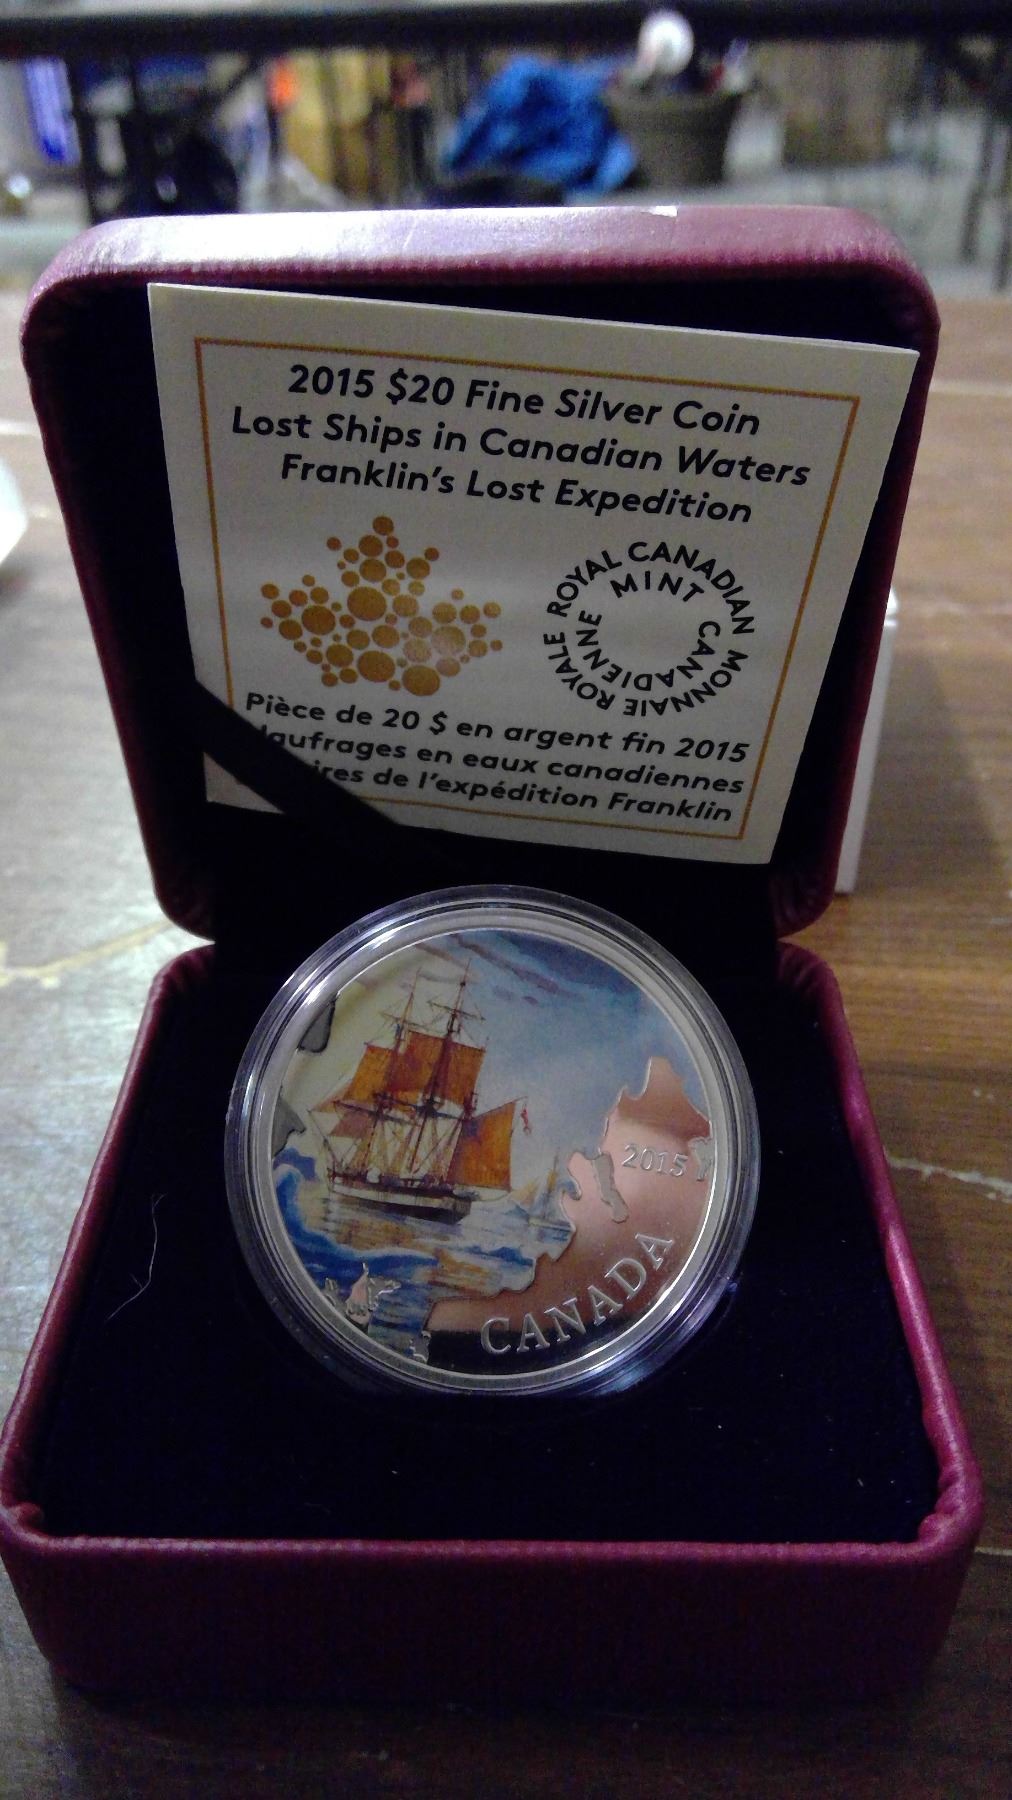 2015 $20 Fine Silver Coin
Lost Ships in Canadian Waters
Franklin's Lost Expedition
ROYAL CANADIAN MINT
MONNAIE ROYALE CANADIENNE
Pièce de 20 $ en argent fin 2015
en eaux canadiennes
de l'expédition Franklin
2015
CANADA